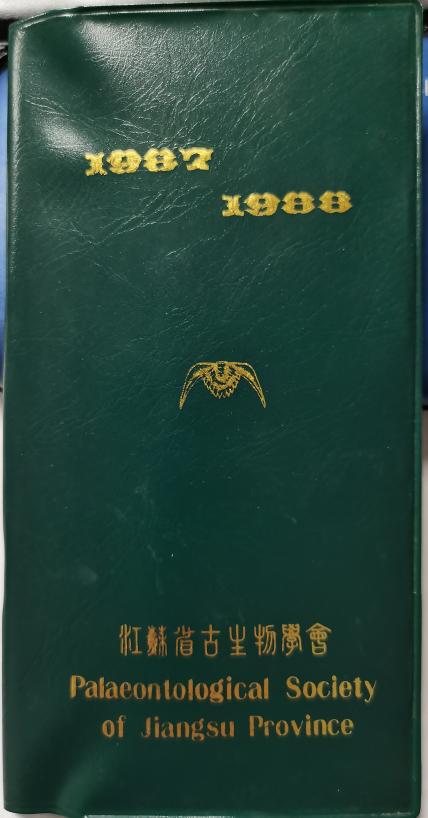 1987
1988
江蘇省古生物學會
Palaeontological Society
of Jiangsu Province